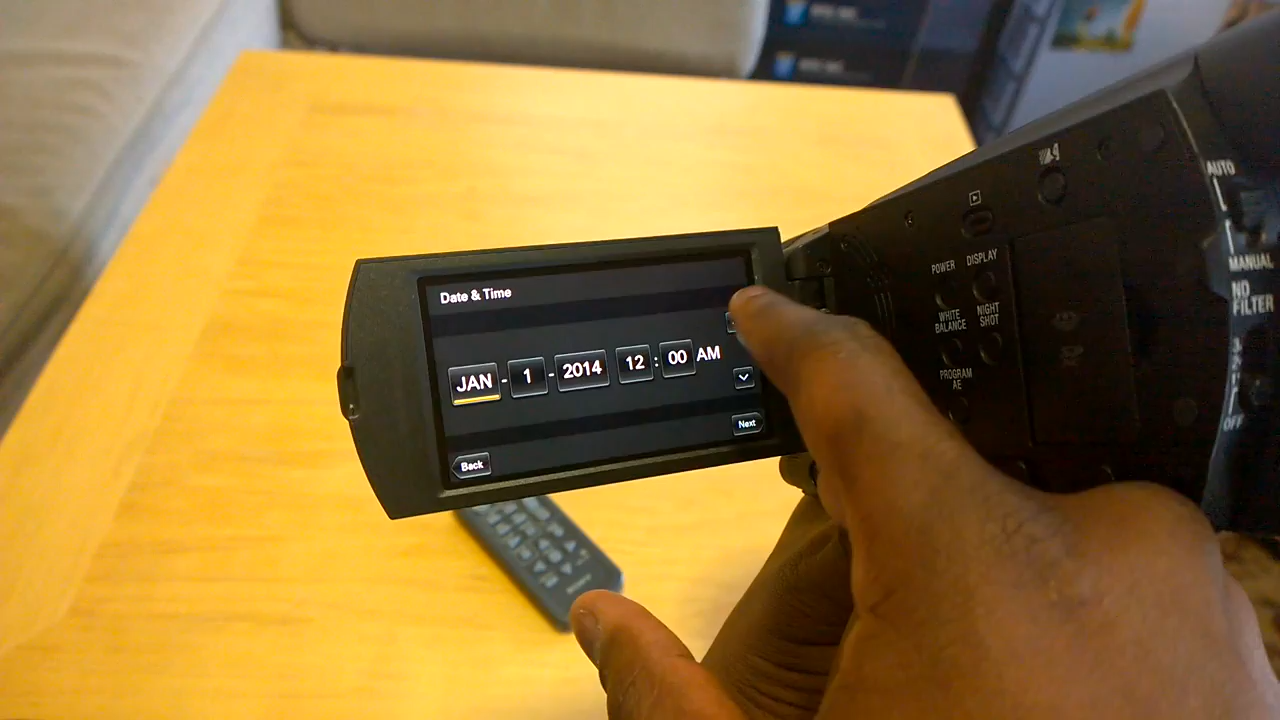 Date & Time
JAN - 1 - 2014 12 : 00 AM
Next
Back
POWER DISPLAY
WHITE BALANCE NIGHT SHOT
PROGRAM AE
AUTO
MANUAL
NO FILTER
OFF